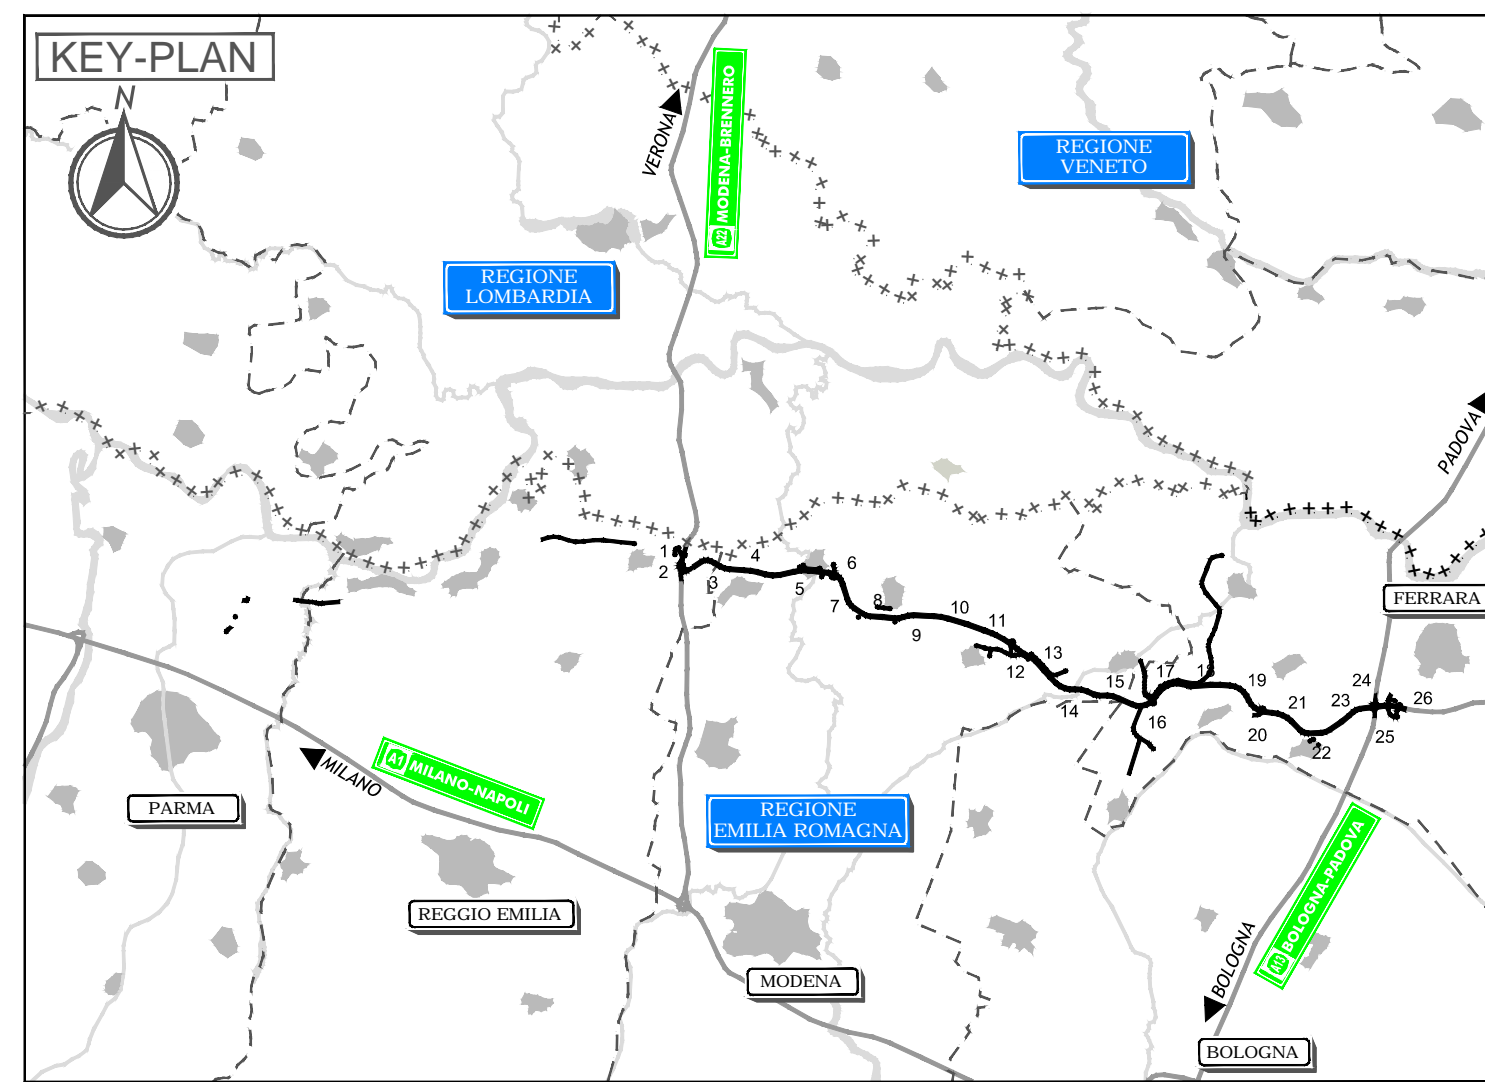 KEY-PLAN
N
VERONA
A22 MODENA-BRENNERO
REGIONE
VENETO
REGIONE
LOMBARDIA
PADOVA
1
2
3
4
5
6
7
8
9
10
11
12
13
14
15
16
17
18
19
20
21
22
23
24
25
26
FERRARA
MILANO
A1 MILANO-NAPOLI
PARMA
REGIONE
EMILIA ROMAGNA
REGGIO EMILIA
MODENA
A13 BOLOGNA-PADOVA
BOLOGNA
BOLOGNA